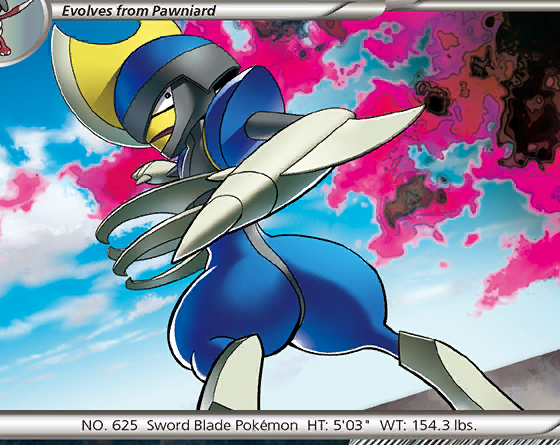 Evolves from Pawniard
NO. 625 Sword Blade Pokémon HT: 5'03" WT: 154.3 lbs.